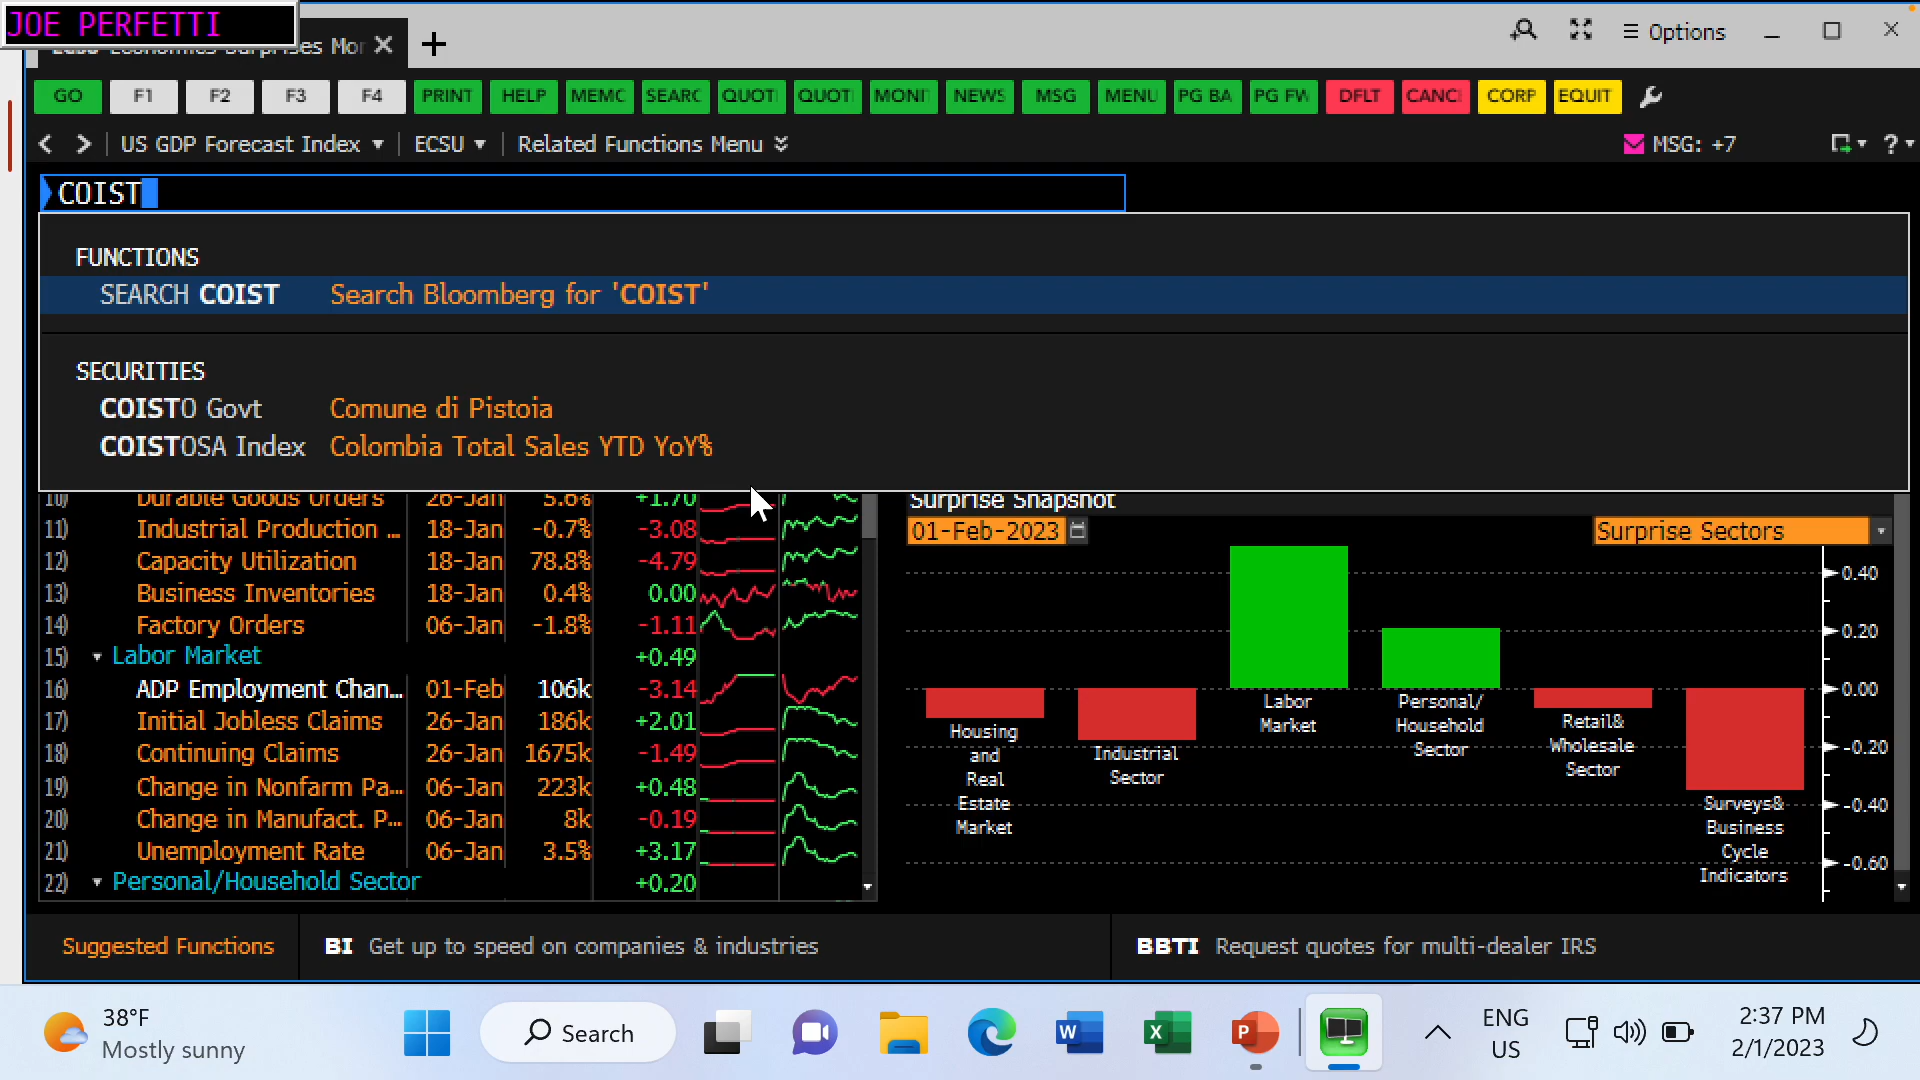 JOE PERFETTI
Economics Surprises Mor
Options
GO F1 F2 F3 F4 PRINT HELP MEMC SEARC QUOT QUOT MONI NEWS MSG MENU PG BA PG FW DFLT CANC CORP EQUIT
US GDP Forecast Index ECSU Related Functions Menu MSG: +7 ?
COIST
FUNCTIONS
SEARCH COIST Search Bloomberg for 'COIST'
SECURITIES
COISTO Govt Comune di Pistoia
COISTOSA Index Colombia Total Sales YTD YoY%
10) Durable Goods Orders 26-Jan 5.6% +1.70
11) Industrial Production ... 18-Jan -0.7% -3.08
12) Capacity Utilization 18-Jan 78.8% -4.79
13) Business Inventories 18-Jan 0.4% 0.00
14) Factory Orders 06-Jan -1.8% -1.11
15) Labor Market +0.49
16) ADP Employment Chan... 01-Feb 106k -3.14
17) Initial Jobless Claims 26-Jan 186k +2.01
18) Continuing Claims 26-Jan 1675k -1.49
19) Change in Nonfarm Pa... 06-Jan 223k +0.48
20) Change in Manufact. P... 06-Jan 8k -0.19
21) Unemployment Rate 06-Jan 3.5% +3.17
22) Personal/Household Sector +0.20
Surprise Snapshot
01-Feb-2023 Surprise Sectors
0.40
0.20
0.00
-0.20
-0.40
-0.60
Housing
and
Real
Estate
Market
Industrial
Sector
Labor
Market
Personal/
Household
Sector
Retail&
Wholesale
Sector
Surveys&
Business
Cycle
Indicators
Suggested Functions BI Get up to speed on companies & industries BBTI Request quotes for multi-dealer IRS
38°F
Mostly sunny
Search
ENG
US
2:37 PM
2/1/2023